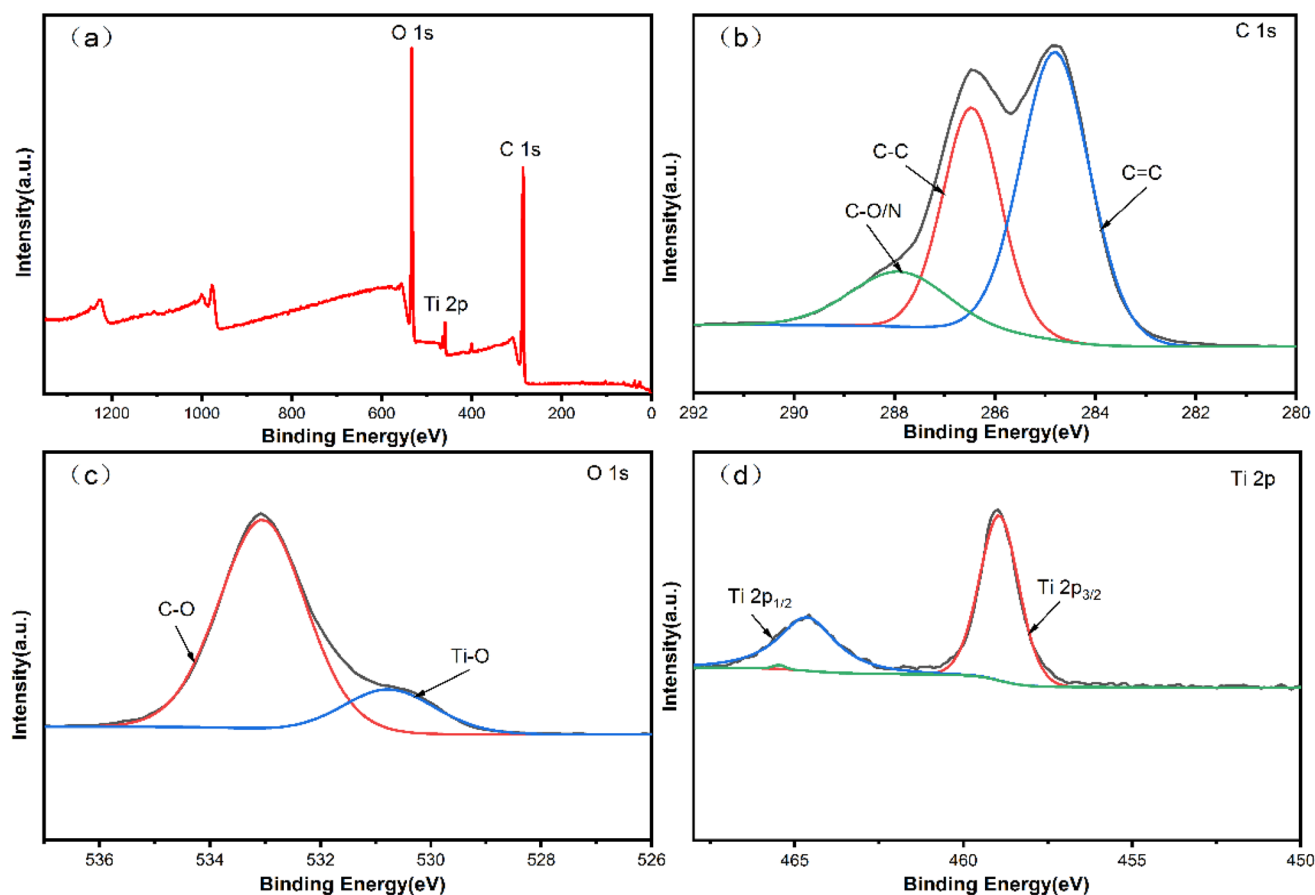 （a）
O 1s
C 1s
Ti 2p
Intensity(a.u.)
1200 1000 800 600 400 200 0
Binding Energy(eV)
（b）
C 1s
C-C
C-O/N
C=C
Intensity(a.u.)
292 290 288 286 284 282 280
Binding Energy(eV)
（c）
O 1s
C-O
Ti-O
Intensity(a.u.)
536 534 532 530 528 526
Binding Energy(eV)
（d）
Ti 2p
Ti 2p1/2
Ti 2p3/2
Intensity(a.u.)
465 460 455 450
Binding Energy(eV)